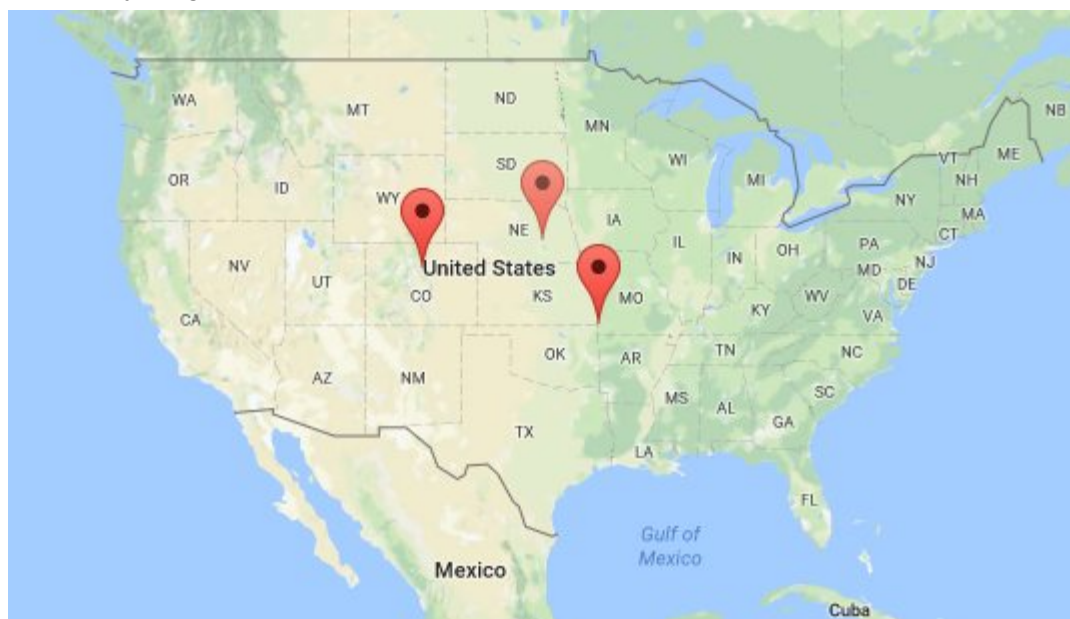 NB
WA
MT
ND
MN
VT
ME
OR
ID
SD
WI
MI
NH
WY
NE
IA
NY
MA
CT
NV
UT
United States
CO
KS
MO
IL
IN
OH
PA
NJ
MD
DE
CA
KY
WV
VA
AZ
NM
OK
AR
TN
NC
SC
TX
MS
AL
GA
LA
FL
Gulf of
Mexico
Mexico
Cuba